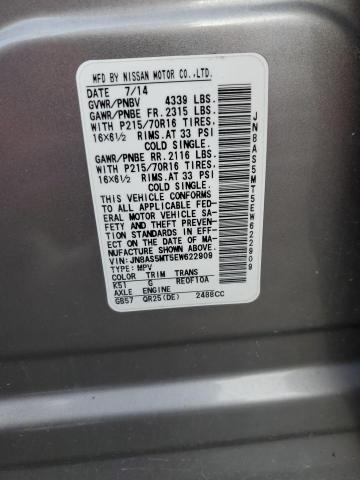 MFD BY NISSAN MOTOR CO.,LTD.
DATE 7/14
GVWR/PNBV 4339 LBS.
GAWR/PNBE FR. 2315 LBS.
WITH P215/70R16 TIRES,
16x6½ RIMS. AT 33 PSI
COLD SINGLE.
GAWR/PNBE RR. 2116 LBS.
WITH P215/70R16 TIRES,
16x6½ RIMS. AT 33 PSI
COLD SINGLE.
THIS VEHICLE CONFORMS
TO ALL APPLICABLE FED-
ERAL MOTOR VEHICLE SA-
FETY AND THEFT PREVEN-
TION STANDARDS IN EFF-
ECT ON THE DATE OF MA-
NUFACTURE SHOWN ABOVE.
VIN: JN8AS5MT5EW622909
TYPE: MPV
COLOR TRIM TRANS
K51 G RE0F10A
AXLE ENGINE
GB57 QR25(DE) 2488CC
JN8AS5MT5EW622909